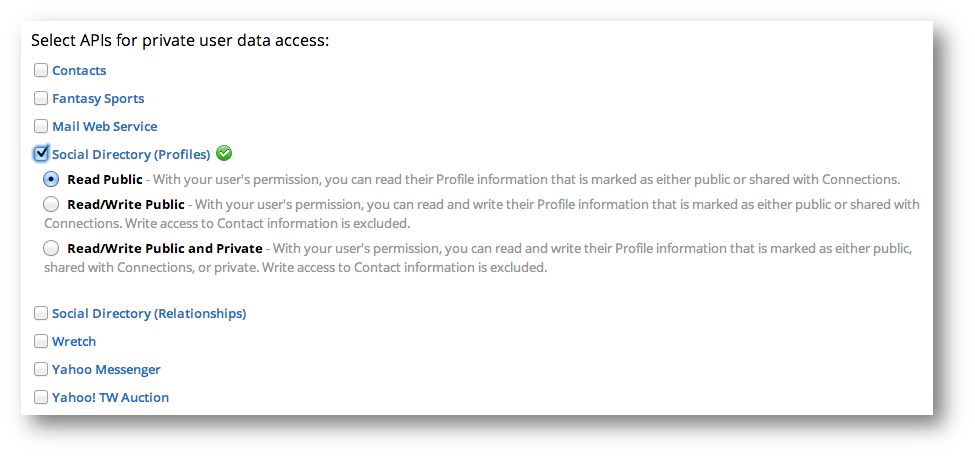 Select APIs for private user data access:
Contacts
Fantasy Sports
Mail Web Service
Social Directory (Profiles)
Read Public - With your user's permission, you can read their Profile information that is marked as either public or shared with Connections.
Read/Write Public - With your user's permission, you can read and write their Profile information that is marked as either public or shared with
Connections. Write access to Contact information is excluded.
Read/Write Public and Private - With your user's permission, you can read and write their Profile information that is marked as either public,
shared with Connections, or private. Write access to Contact information is excluded.
Social Directory (Relationships)
Wretch
Yahoo Messenger
Yahoo! TW Auction